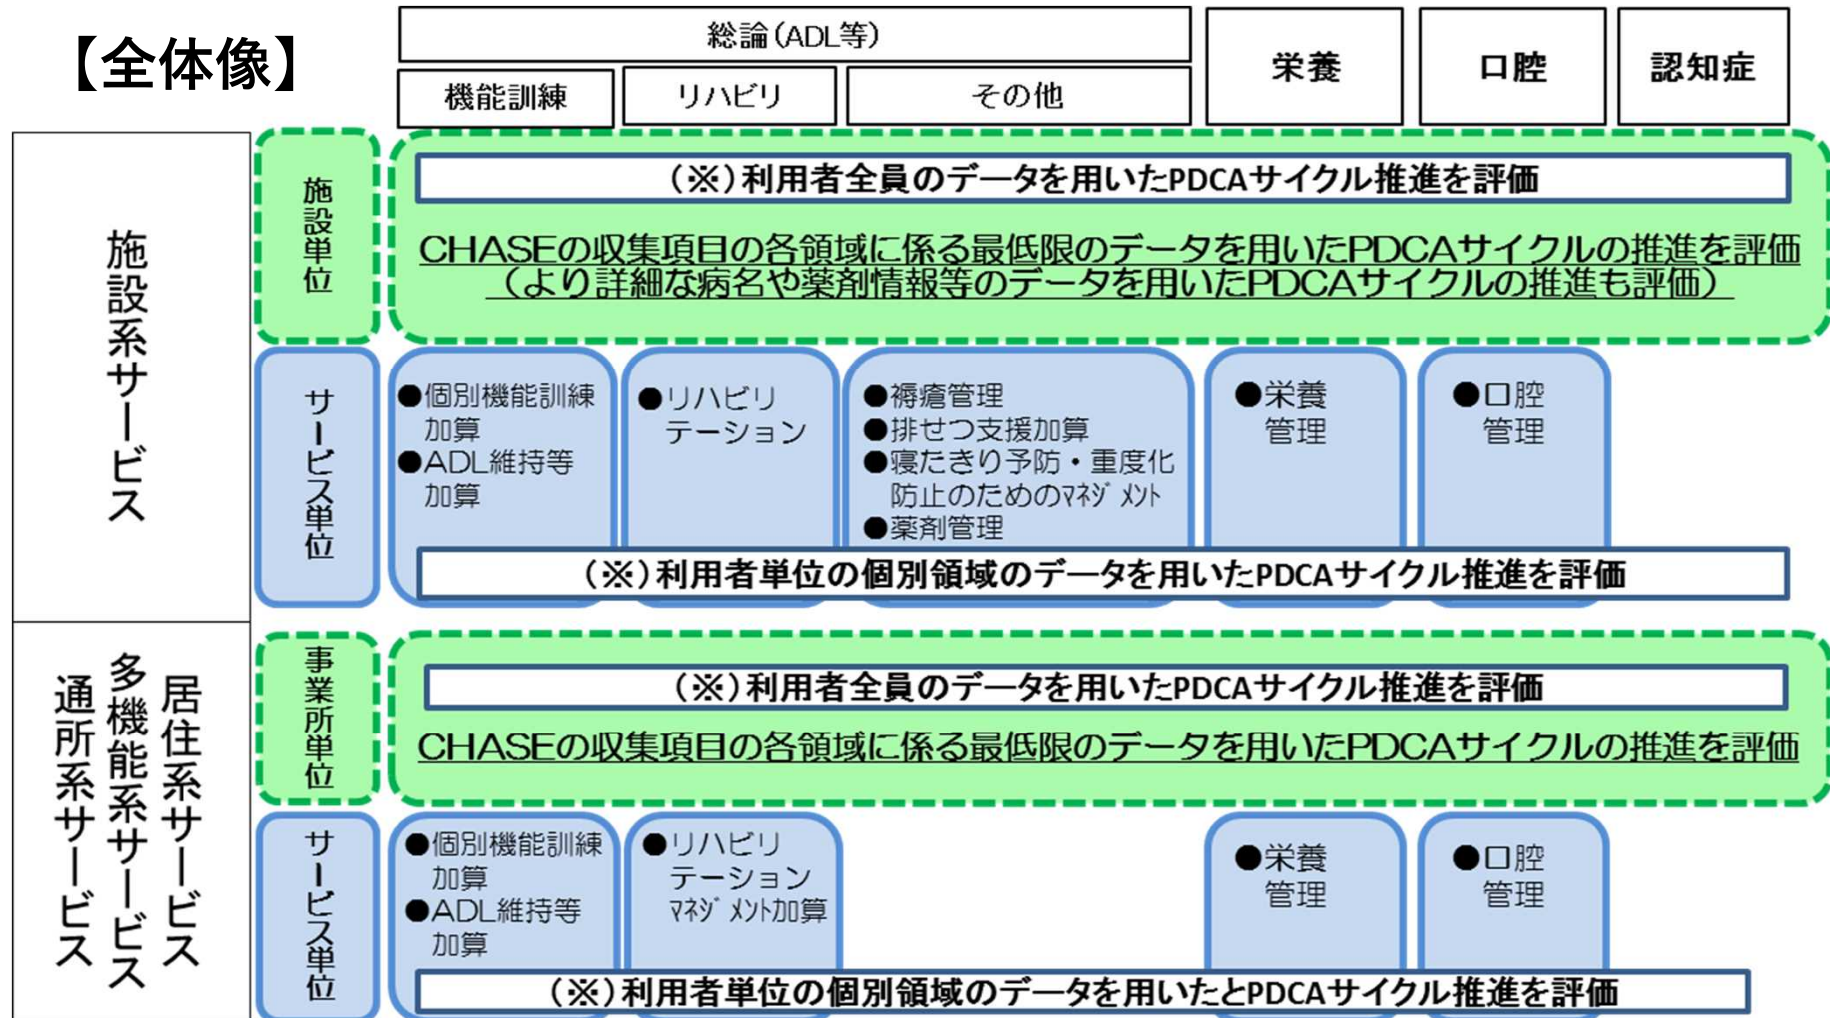 【全体像】
総論(ADL等)
機能訓練
リハビリ
その他
栄養
口腔
認知症
施設系サービス
施設単位
(※)利用者全員のデータを用いたPDCAサイクル推進を評価
CHASEの収集項目の各領域に係る最低限のデータを用いたPDCAサイクルの推進を評価
(より詳細な病名や薬剤情報等のデータを用いたPDCAサイクルの推進も評価)
サービス単位
●個別機能訓練
加算
●ADL維持等
加算
●リハビリ
テーション
●褥瘡管理
●排せつ支援加算
●寝たきり予防・重度化
防止のためのﾏﾈｼﾞﾒﾝﾄ
●薬剤管理
●栄養
管理
●口腔
管理
(※)利用者単位の個別領域のデータを用いたPDCAサイクル推進を評価
居住系サービス
多機能系サービス
通所系サービス
事業所単位
(※)利用者全員のデータを用いたPDCAサイクル推進を評価
CHASEの収集項目の各領域に係る最低限のデータを用いたPDCAサイクルの推進を評価
サービス単位
●個別機能訓練
加算
●ADL維持等
加算
●リハビリ
テーション
ﾏﾈｼﾞﾒﾝﾄ加算
●栄養
管理
●口腔
管理
(※)利用者単位の個別領域のデータを用いたとPDCAサイクル推進を評価